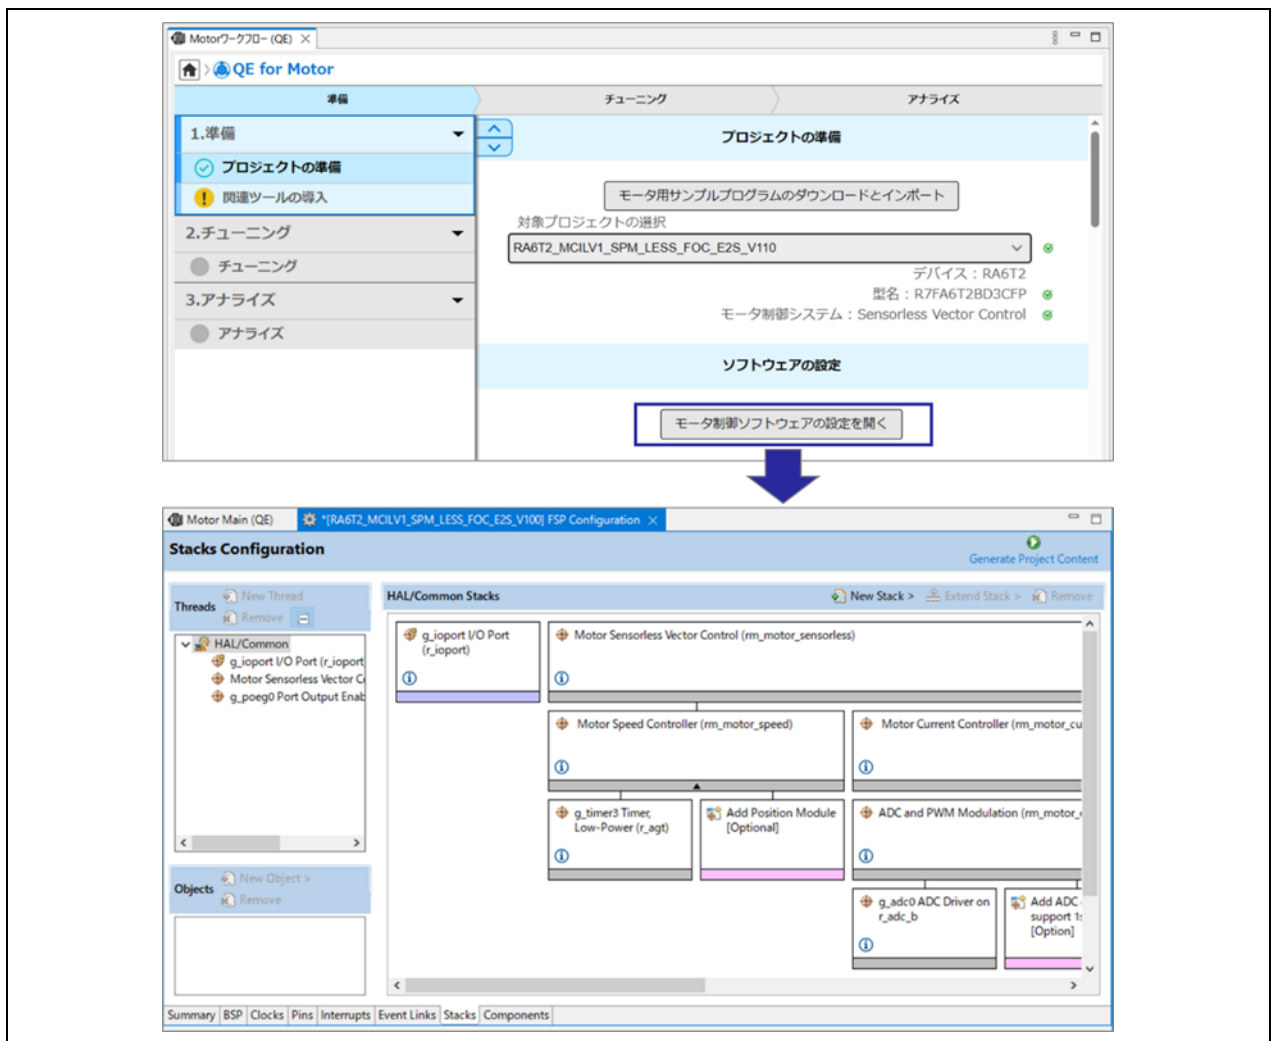 Motorワークフロー (QE)
QE for Motor
準備
チューニング
アナライズ
1.準備
プロジェクトの準備
関連ツールの導入
2.チューニング
チューニング
3.アナライズ
アナライズ
プロジェクトの準備
モータ用サンプルプログラムのダウンロードとインポート
対象プロジェクトの選択
RA6T2_MCILV1_SPM_LESS_FOC_E2S_V110
デバイス : RA6T2
型名 : R7FA6T2BD3CFP
モータ制御システム : Sensorless Vector Control
ソフトウェアの設定
モータ制御ソフトウェアの設定を開く
Motor Main (QE)
*[RA6T2_MCILV1_SPM_LESS_FOC_E2S_V100] FSP Configuration
Stacks Configuration
Generate Project Content
Threads
New Thread
Remove
HAL/Common
g_ioport I/O Port (r_ioport
Motor Sensorless Vector C
g_poeg0 Port Output Enab
Objects
New Object >
Remove
HAL/Common Stacks
New Stack >
Extend Stack >
Remove
g_ioport I/O Port
(r_ioport)
Motor Sensorless Vector Control (rm_motor_sensorless)
Motor Speed Controller (rm_motor_speed)
Motor Current Controller (rm_motor_cu
g_timer3 Timer,
Low-Power (r_agt)
Add Position Module
[Optional]
ADC and PWM Modulation (rm_motor_
g_adc0 ADC Driver on
r_adc_b
Add ADC
support 1s
[Option]
Summary
BSP
Clocks
Pins
Interrupts
Event Links
Stacks
Components